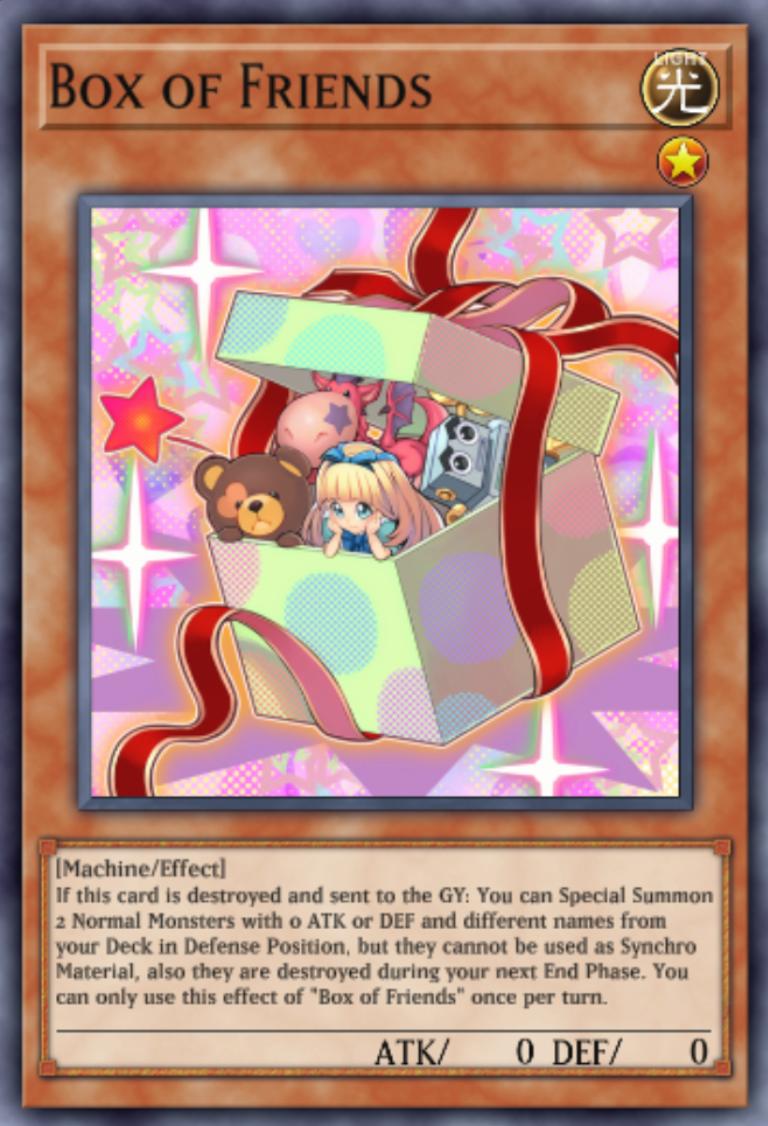 Box of Friends
LIGHT
光
[Machine/Effect]
If this card is destroyed and sent to the GY: You can Special Summon
2 Normal Monsters with 0 ATK or DEF and different names from
your Deck in Defense Position, but they cannot be used as Synchro
Material, also they are destroyed during your next End Phase. You
can only use this effect of "Box of Friends" once per turn.
ATK/ 0 DEF/ 0